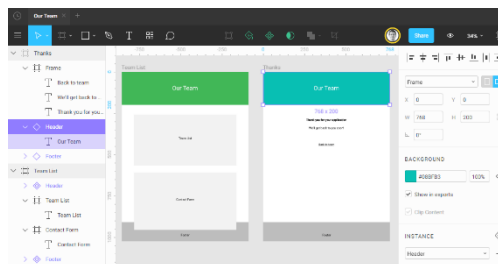 Our Team
Share
34%
Thanks
Frame
Back to team
We'll get back to...
Thank you for you...
Header
Our Team
Footer
Team List
Header
Team List
Team List
Contact Form
Contact Form
Footer
Team List
Our Team
Team List
Contact Form
Footer
Thanks
Our Team
768 x 200
Thank you for your application
We'll get back to you soon!
Back to team
Footer
Frame
X 0 Y 0
W 768 H 200
0°
BACKGROUND
100%
Show in exports
Clip Content
INSTANCE
Header